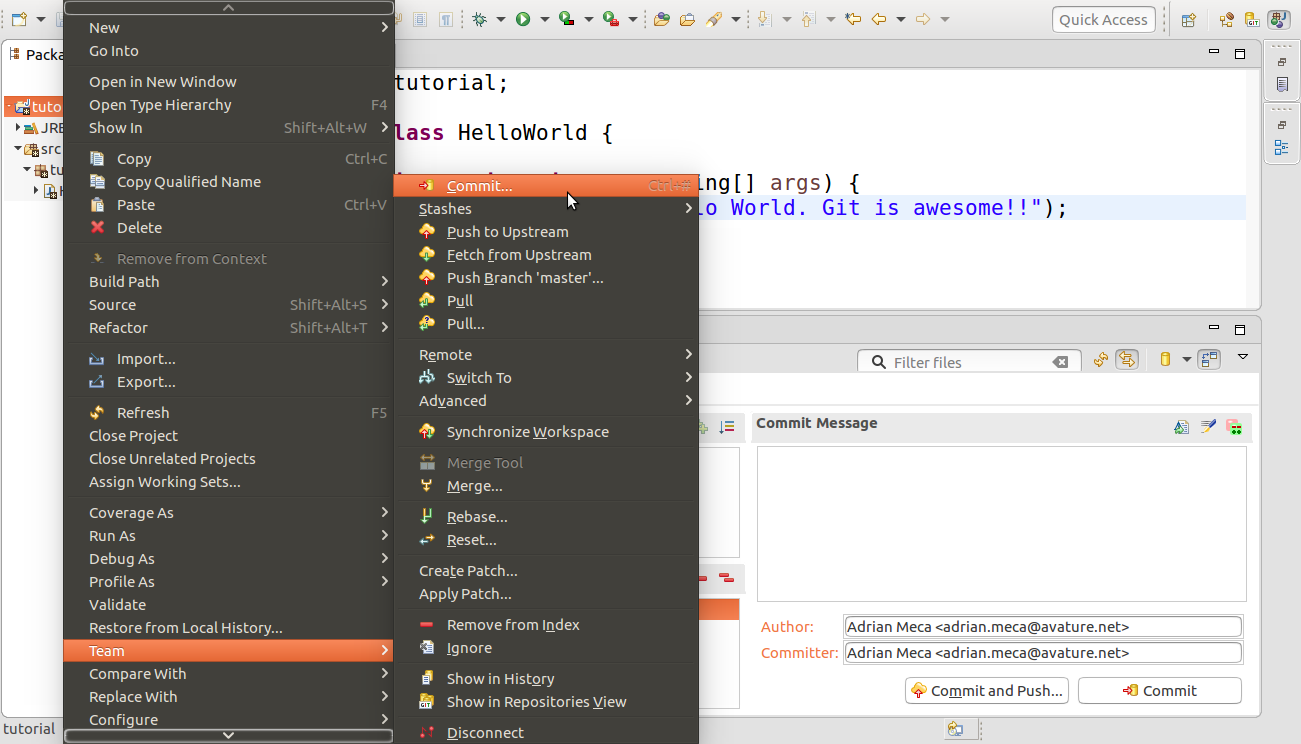 Quick Access
Packa
tutorial;
lass HelloWorld {
ng[] args) {
lo World. Git is awesome!!");
tuto
JRE
src
tu
New
Go Into
Open in New Window
Open Type Hierarchy F4
Show In Shift+Alt+W
Copy Ctrl+C
Copy Qualified Name
Paste Ctrl+V
Delete
Remove from Context
Build Path
Source Shift+Alt+S
Refactor Shift+Alt+T
Import...
Export...
Refresh F5
Close Project
Close Unrelated Projects
Assign Working Sets...
Coverage As
Run As
Debug As
Profile As
Validate
Restore from Local History...
Team
Compare With
Replace With
Configure
Commit... Ctrl+#
Stashes
Push to Upstream
Fetch from Upstream
Push Branch 'master'...
Pull
Pull...
Remote
Switch To
Advanced
Synchronize Workspace
Merge Tool
Merge...
Rebase...
Reset...
Create Patch...
Apply Patch...
Remove from Index
Ignore
Show in History
Show in Repositories View
Disconnect
Filter files
Commit Message
Author: Adrian Meca <adrian.meca@avature.net>
Committer: Adrian Meca <adrian.meca@avature.net>
Commit and Push...
Commit
tutorial